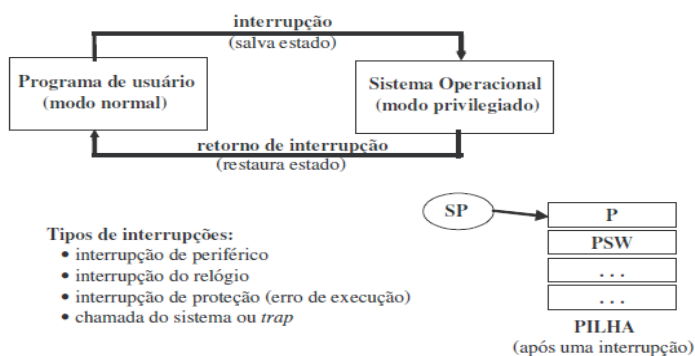 interrupção
(salva estado)
Programa de usuário
(modo normal)
Sistema Operacional
(modo privilegiado)
retorno de interrupção
(restaura estado)
SP
P
PSW
. . .
. . .
PILHA
(após uma interrupção)
Tipos de interrupções:
• interrupção de periférico
• interrupção do relógio
• interrupção de proteção (erro de execução)
• chamada do sistema ou trap